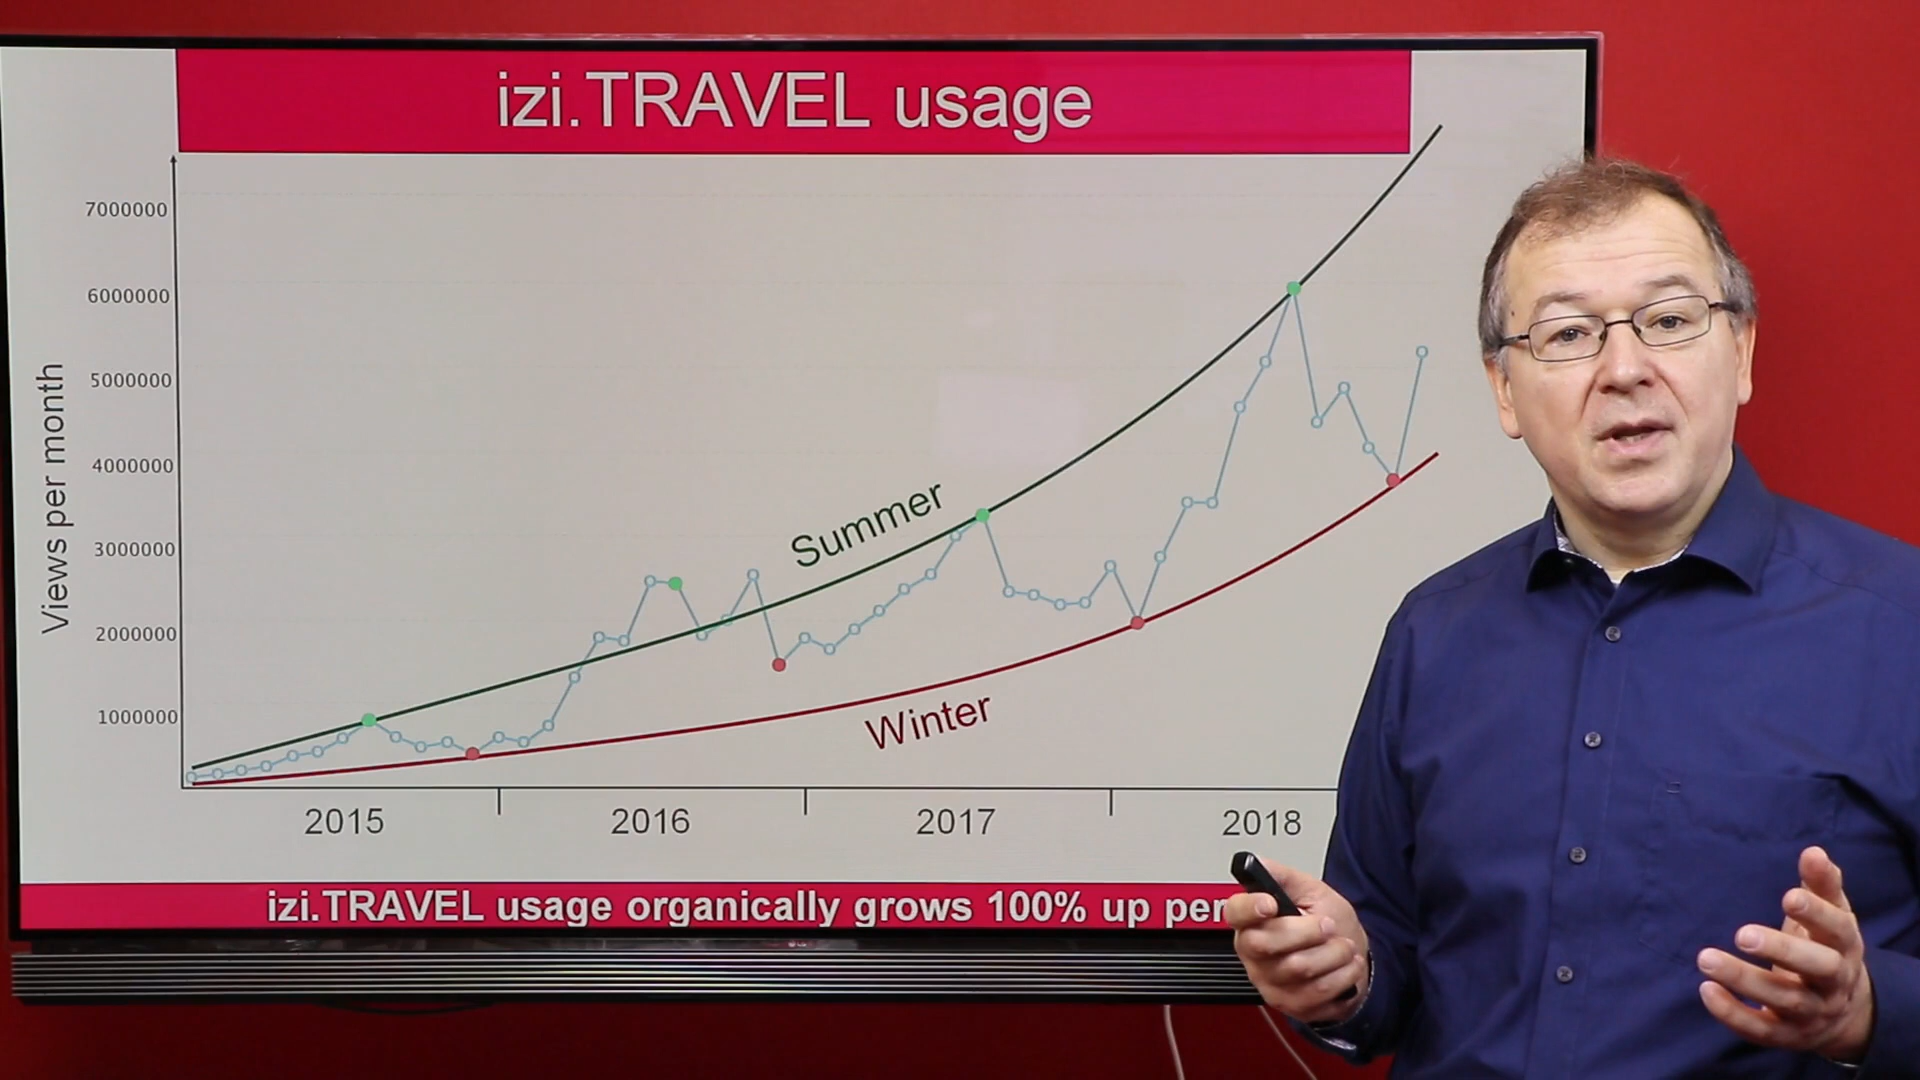 izi.TRAVEL usage
Views per month
7000000
6000000
5000000
4000000
3000000
2000000
1000000
Summer
Winter
2015
2016
2017
2018
izi.TRAVEL usage organically grows 100% up per